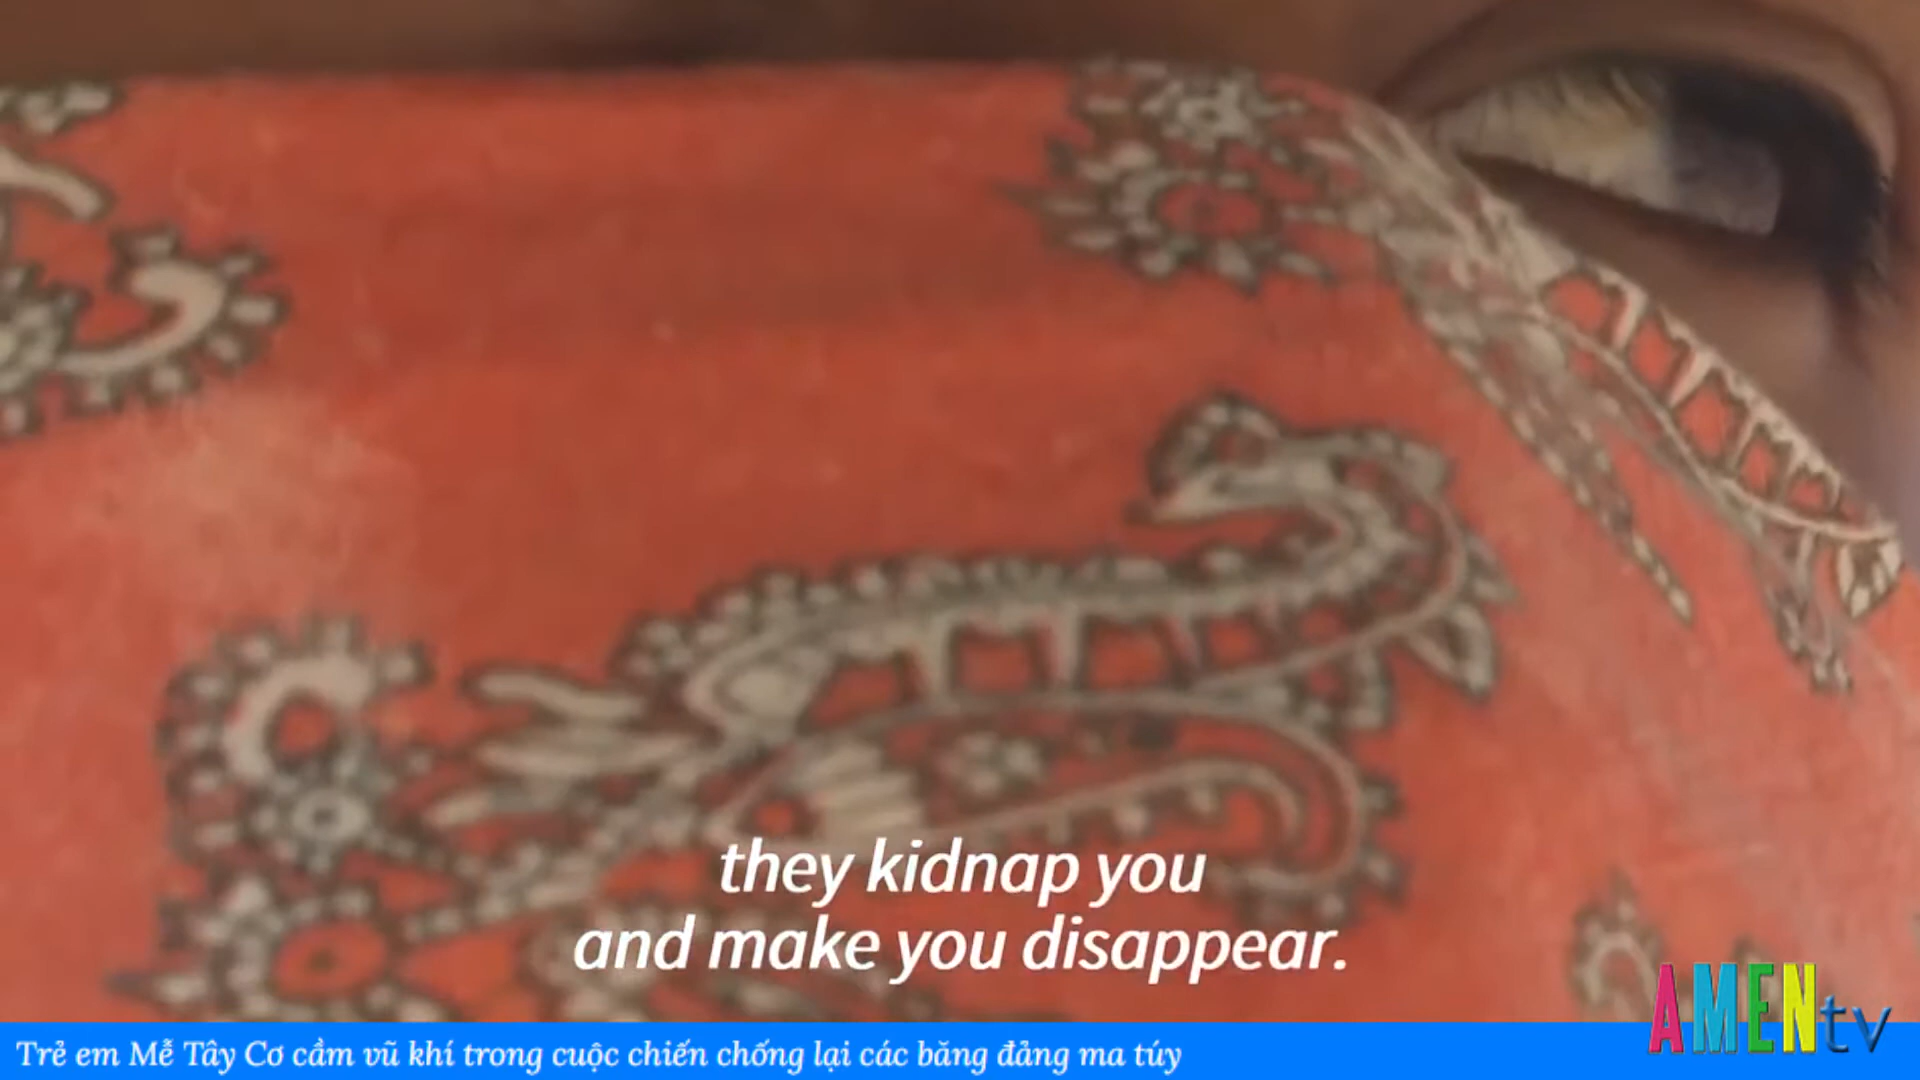 they kidnap you
and make you disappear.
AMENtv
Trẻ em Mễ Tây Cơ cầm vũ khí trong cuộc chiến chống lại các băng đảng ma túy